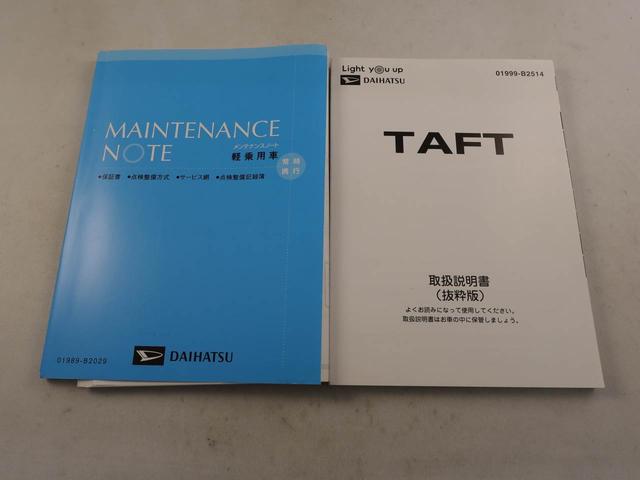 MAINTENANCE
NOTE
メンテナンスノート
軽乗用車
常時
携行
●保証書 ●点検整備方式 ●サービス網 ●点検整備記録簿
DAIHATSU
01989-B2029
Light you up
DAIHATSU
01999-B2514
TAFT
取扱説明書
（抜粋版）
よくお読みになって使用してください。
取扱説明書はお車の中に保管しましょう。